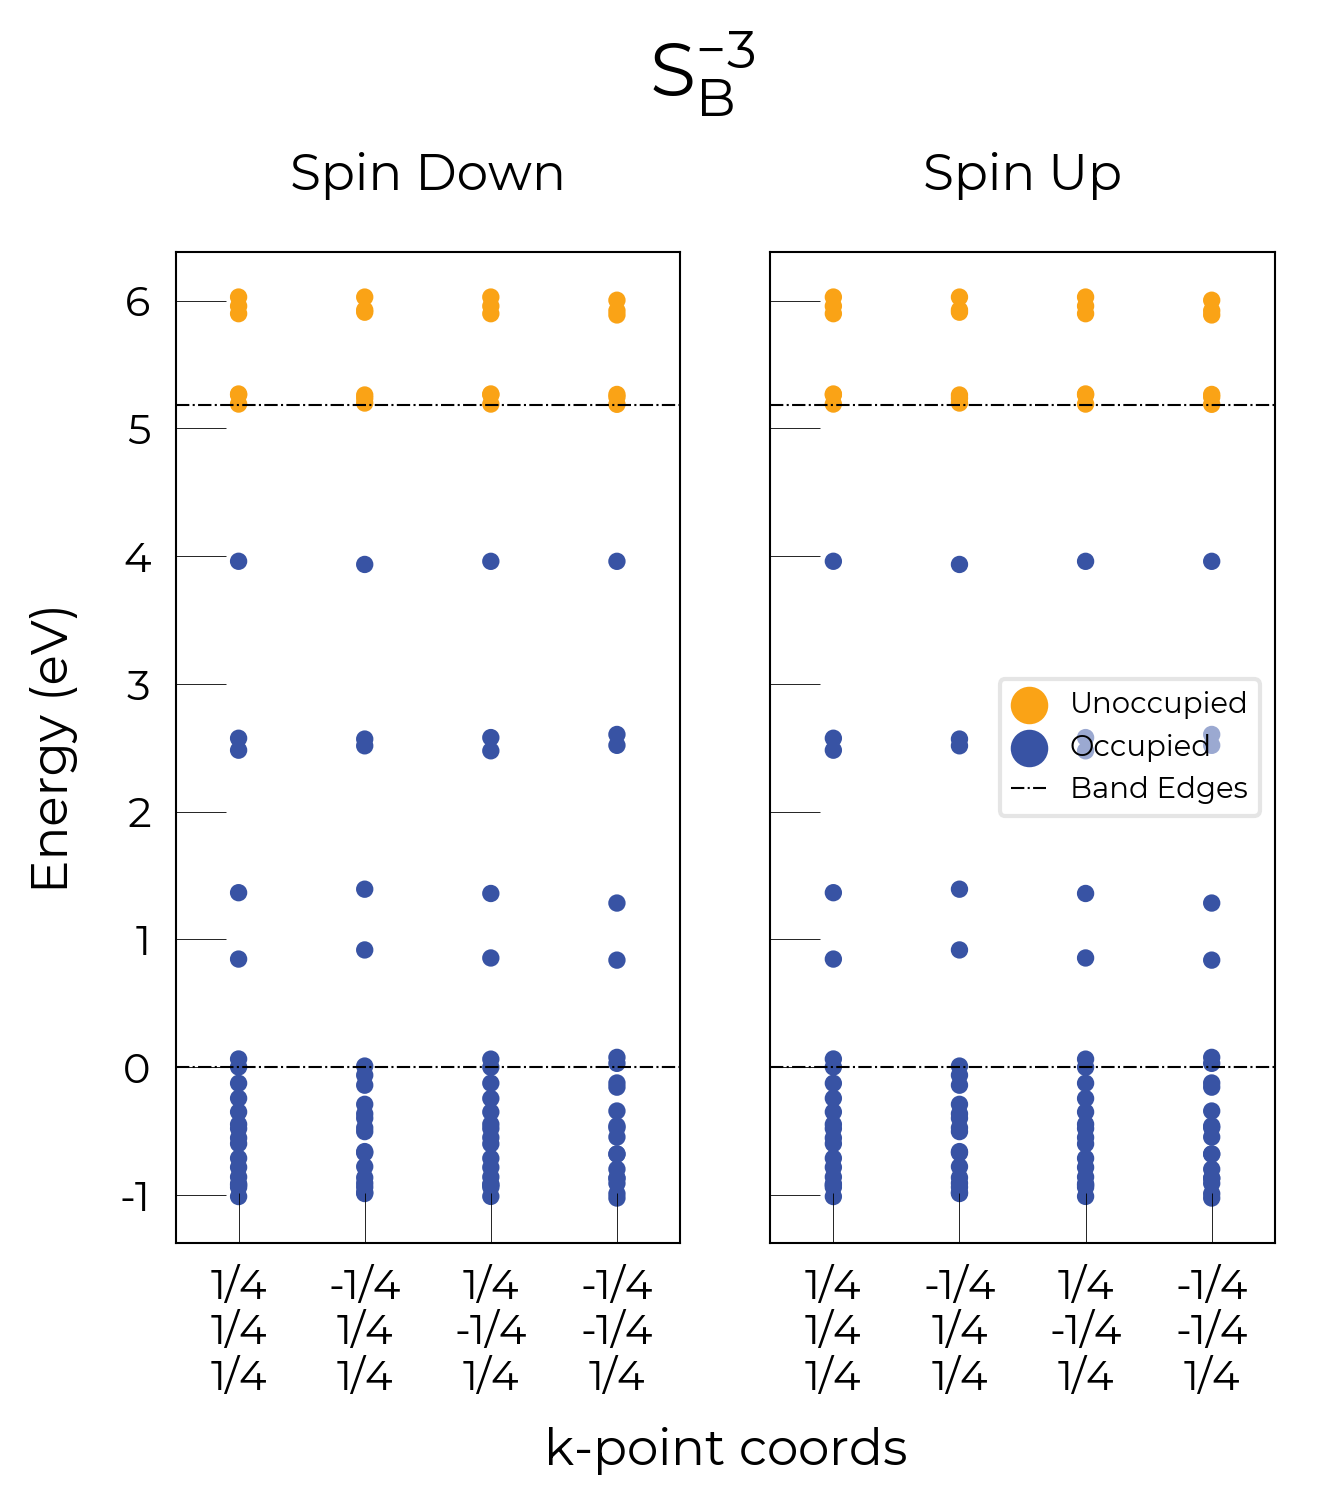 S_B^{-3}
Spin Down
Spin Up
Energy (eV)
6
5
4
3
2
1
0
-1
Unoccupied
Occupied
Band Edges
1/4 -1/4 1/4 -1/4 1/4 -1/4 1/4 -1/4
1/4 1/4 -1/4 -1/4 1/4 1/4 -1/4 -1/4
1/4 1/4 1/4 1/4 1/4 1/4 1/4 1/4
k-point coords